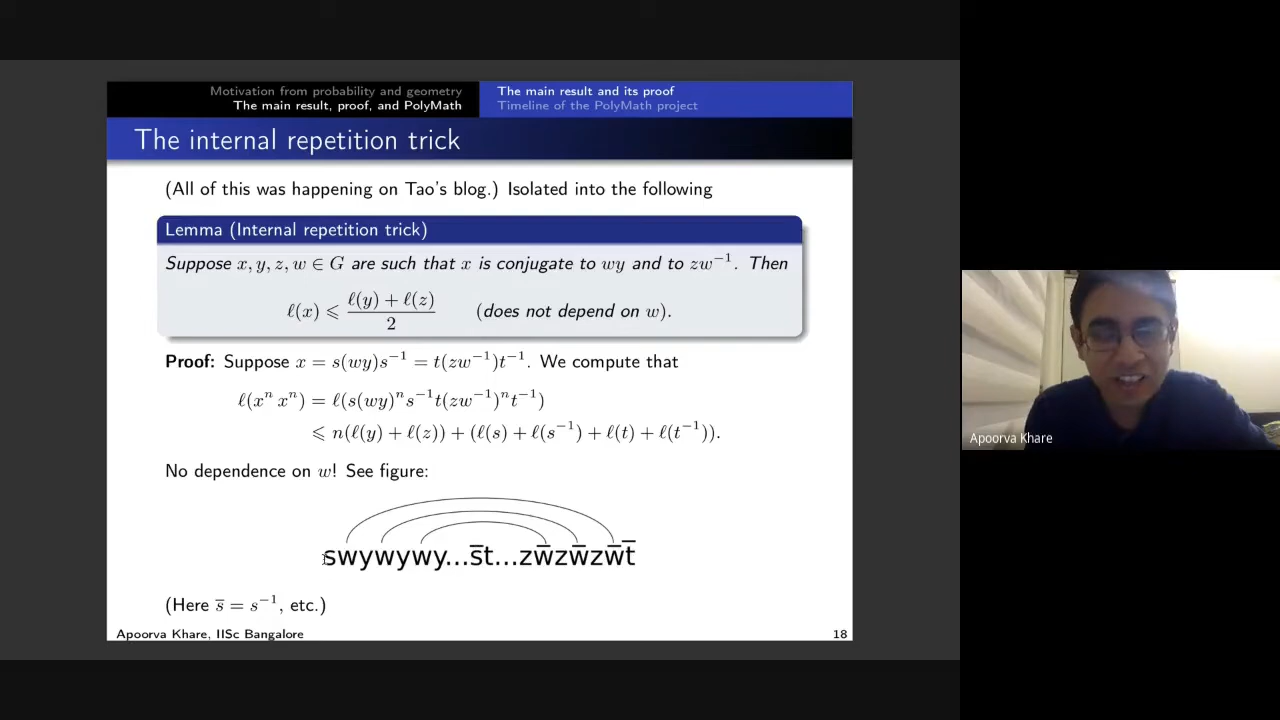 Motivation from probability and geometry
The main result, proof, and PolyMath
The main result and its proof
Timeline of the PolyMath project
The internal repetition trick
(All of this was happening on Tao's blog.) Isolated into the following
Lemma (Internal repetition trick)
Suppose x, y, z, w ∈ G are such that x is conjugate to wy and to zw⁻¹. Then
ℓ(x) ⩽ (ℓ(y) + ℓ(z))/2 (does not depend on w).
Proof: Suppose x = s(wy)s⁻¹ = t(zw⁻¹)t⁻¹. We compute that
ℓ(xⁿ xⁿ) = ℓ(s(wy)ⁿs⁻¹t(zw⁻¹)ⁿt⁻¹)
⩽ n(ℓ(y) + ℓ(z)) + (ℓ(s) + ℓ(s⁻¹) + ℓ(t) + ℓ(t⁻¹)).
No dependence on w! See figure:
swywywy...s̅t...zw̅zw̅zw̅t̅
(Here s̅ = s⁻¹, etc.)
Apoorva Khare, IISc Bangalore
18
Apoorva Khare